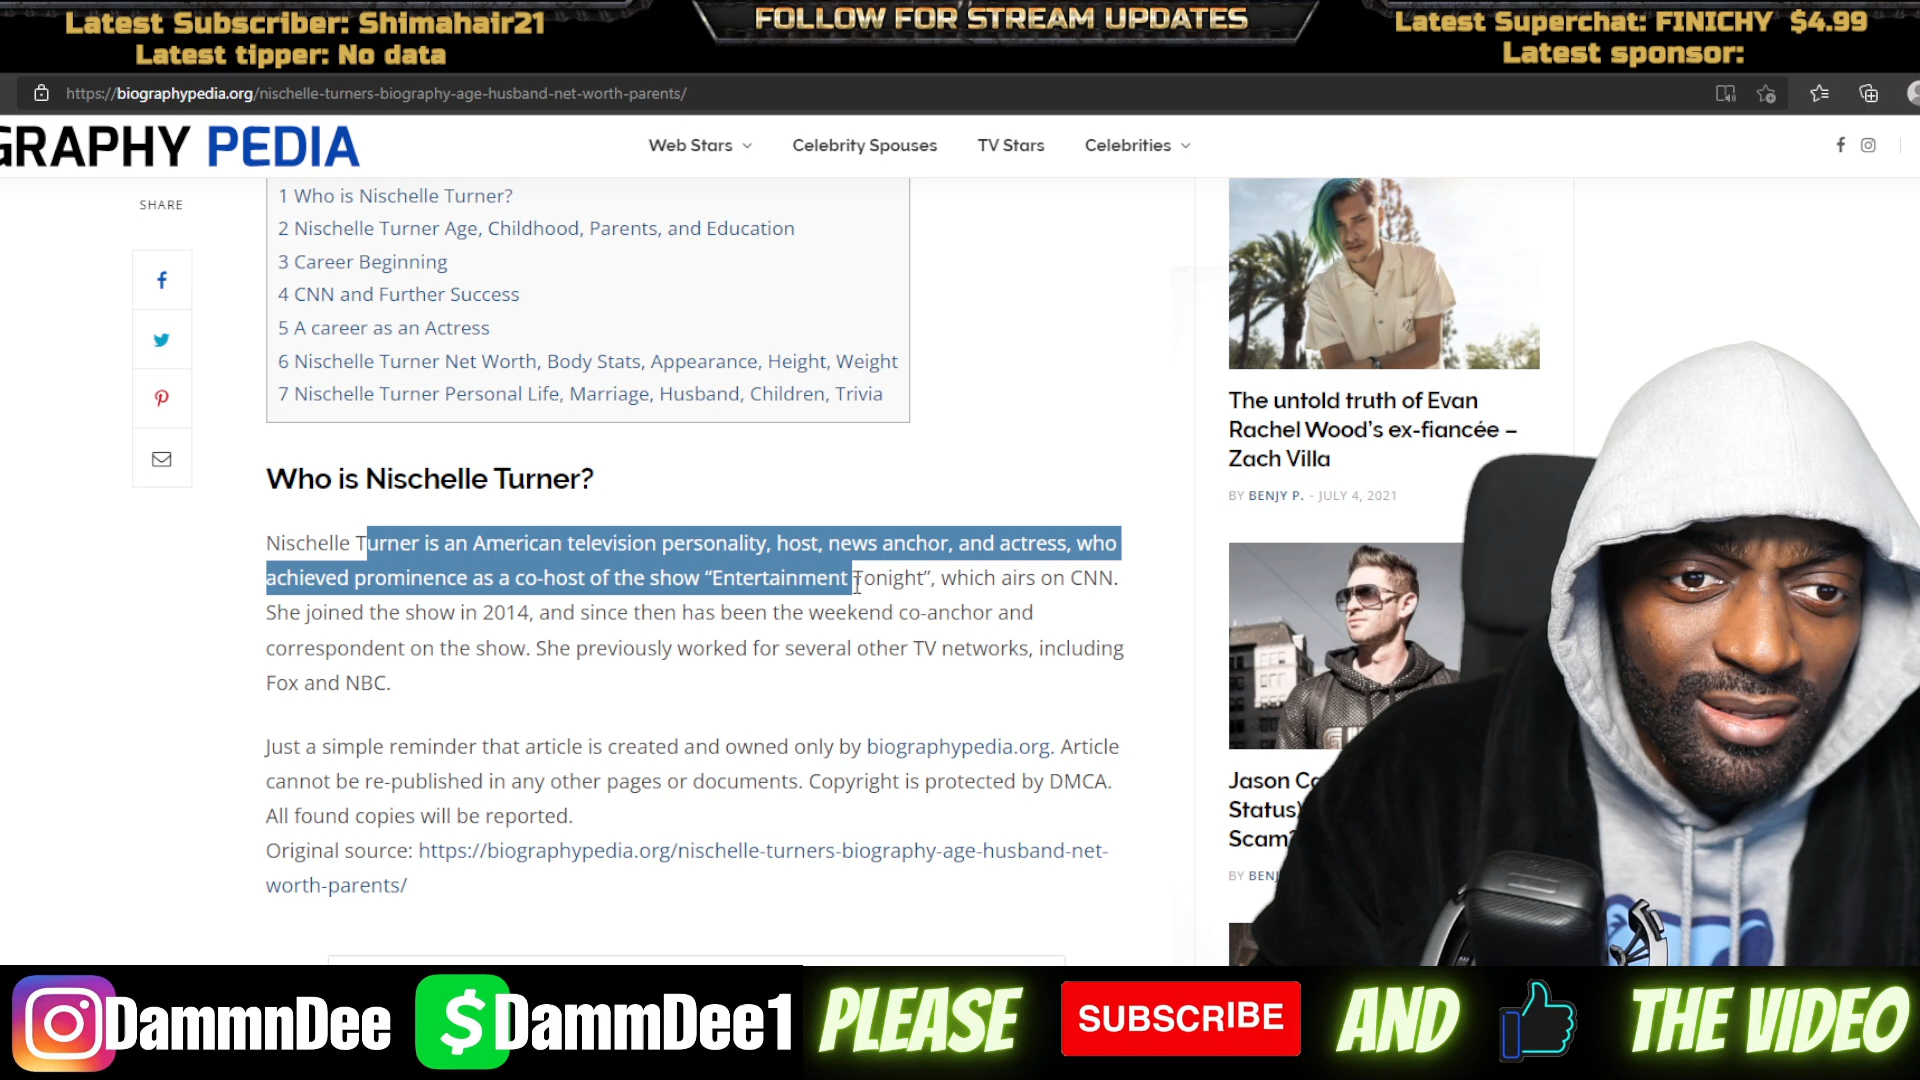 Latest Subscriber: Shimahair21
Latest tipper: No data
FOLLOW FOR STREAM UPDATES
Latest Superchat: FINICHY $4.99
Latest sponsor:
https://biographypedia.org/nischelle-turners-biography-age-husband-net-worth-parents/
GRAPHY PEDIA
Web Stars
Celebrity Spouses
TV Stars
Celebrities
SHARE
1 Who is Nischelle Turner?
2 Nischelle Turner Age, Childhood, Parents, and Education
3 Career Beginning
4 CNN and Further Success
5 A career as an Actress
6 Nischelle Turner Net Worth, Body Stats, Appearance, Height, Weight
7 Nischelle Turner Personal Life, Marriage, Husband, Children, Trivia
Who is Nischelle Turner?
Nischelle Turner is an American television personality, host, news anchor, and actress, who
achieved prominence as a co-host of the show “Entertainment Tonight”, which airs on CNN.
She joined the show in 2014, and since then has been the weekend co-anchor and
correspondent on the show. She previously worked for several other TV networks, including
Fox and NBC.
Just a simple reminder that article is created and owned only by biographypedia.org. Article
cannot be re-published in any other pages or documents. Copyright is protected by DMCA.
All found copies will be reported.
Original source: https://biographypedia.org/nischelle-turners-biography-age-husband-net-
worth-parents/
The untold truth of Evan
Rachel Wood’s ex-fiancée –
Zach Villa
BY BENJY P. - JULY 4, 2021
Jason
Status)
Scam?
BY
DammnDee
$ DammDee1
PLEASE
SUBSCRIBE
AND
THE VIDEO